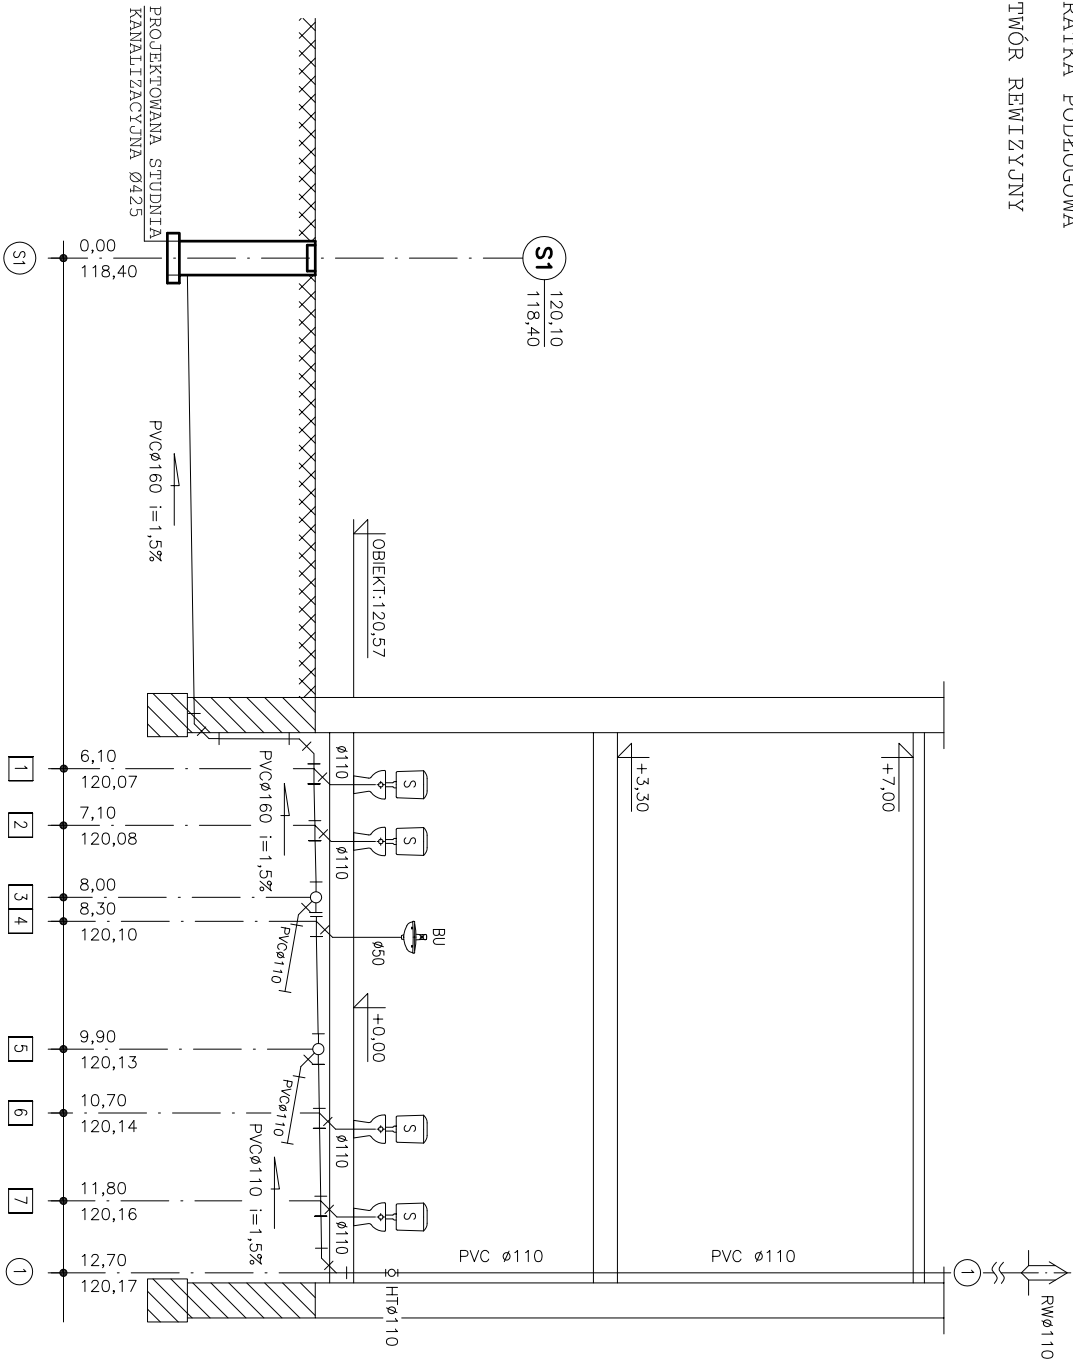 TWÓR REWIZYJNY
PROJEKTOWANA STUDNIA
KANALIZACYJNA Ø425
S1
0,00
118,40
S1
120,10
118,40
PVCø160 i=1,5%
OBIEKT:120,57
+7,00
+3,30
+0,00
1
6,10
120,07
ø110
S
PVCø160 i=1,5%
2
7,10
120,08
ø110
S
3
8,00
4
8,30
120,10
PVCø110
ø50
BU
5
9,90
120,13
PVCø110
6
10,70
120,14
ø110
S
PVCø110 i=1,5%
7
11,80
120,16
ø110
S
1
12,70
120,17
HTø110
PVC ø110
PVC ø110
1
RWø110